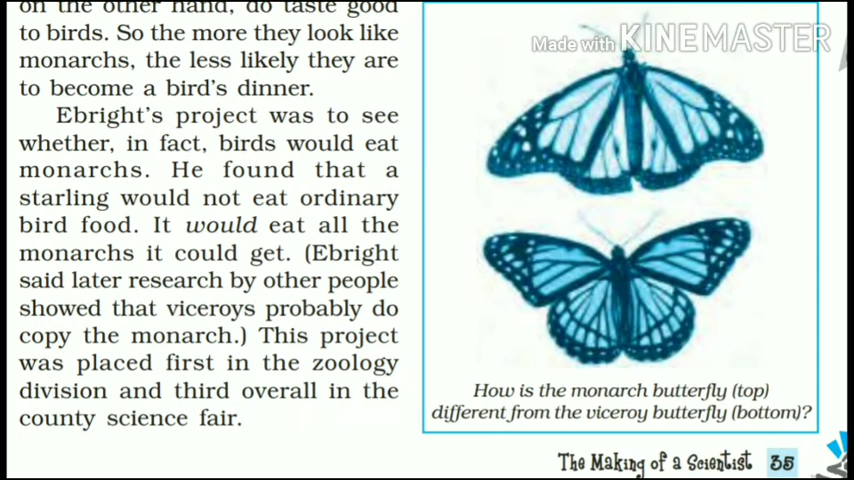 on the other hand, do taste good
to birds. So the more they look like
monarchs, the less likely they are
to become a bird's dinner.
Ebright's project was to see
whether, in fact, birds would eat
monarchs. He found that a
starling would not eat ordinary
bird food. It would eat all the
monarchs it could get. (Ebright
said later research by other people
showed that viceroys probably do
copy the monarch.) This project
was placed first in the zoology
division and third overall in the
county science fair.
Made with KINEMASTER
How is the monarch butterfly (top)
different from the viceroy butterfly (bottom)?
The Making of a Scientist 35